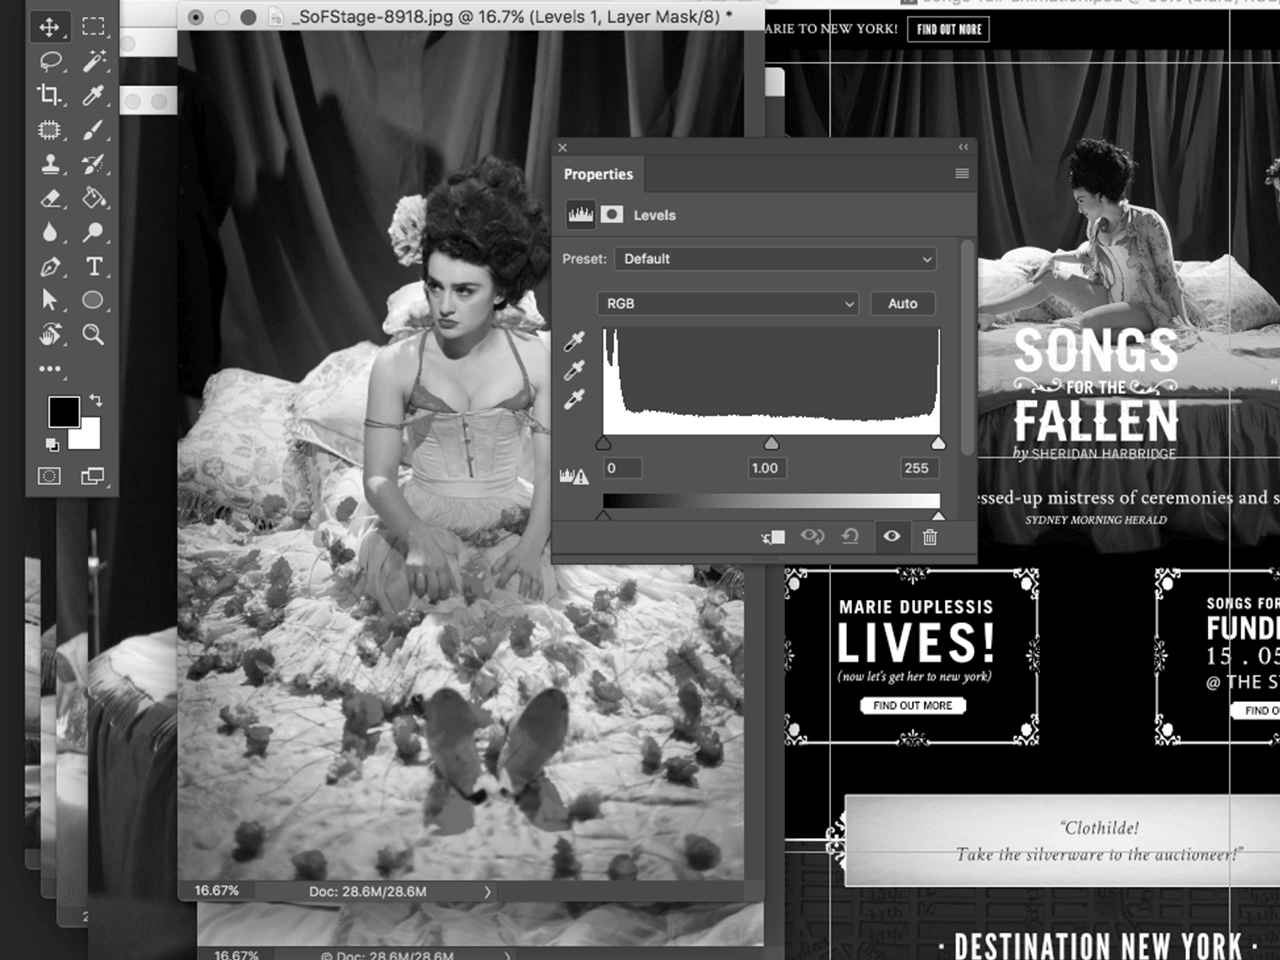 _SoFStage-8918.jpg @ 16.7% (Levels 1, Layer Mask/8) *
ARIE TO NEW YORK!
FIND OUT MORE
Properties
Levels
Preset:
Default
RGB
Auto
0
1.00
255
T
SONGS
FOR THE
FALLEN
by SHERIDAN HARBRIDGE
essed-up mistress of ceremonies and s
SYDNEY MORNING HERALD
MARIE DUPLESSIS
LIVES!
(now let's get her to new york)
FIND OUT MORE
SONGS FOR
FUND
15 . 05
@ THE S
FIND O
"Clothilde!
Take the silverware to the auctioneer!"
16.67%
Doc: 28.6M/28.6M
· DESTINATION NEW YORK ·
16.67%
© Doc: 28.6M/28.6M